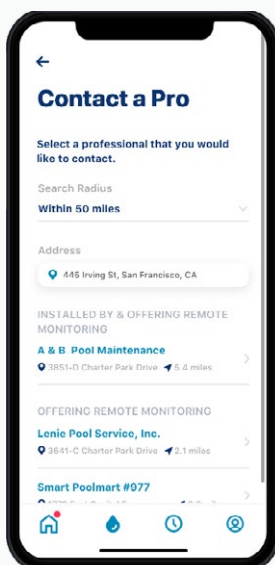 Contact a Pro
Select a professional that you would
like to contact.
Search Radius
Within 50 miles
Address
445 Irving St, San Francisco, CA
INSTALLED BY & OFFERING REMOTE
MONITORING
A & B Pool Maintenance
3851-D Charter Park Drive 5.4 miles
OFFERING REMOTE MONITORING
Lenie Pool Service, Inc.
3641-C Charter Park Drive 2.1 miles
Smart Poolmart #977